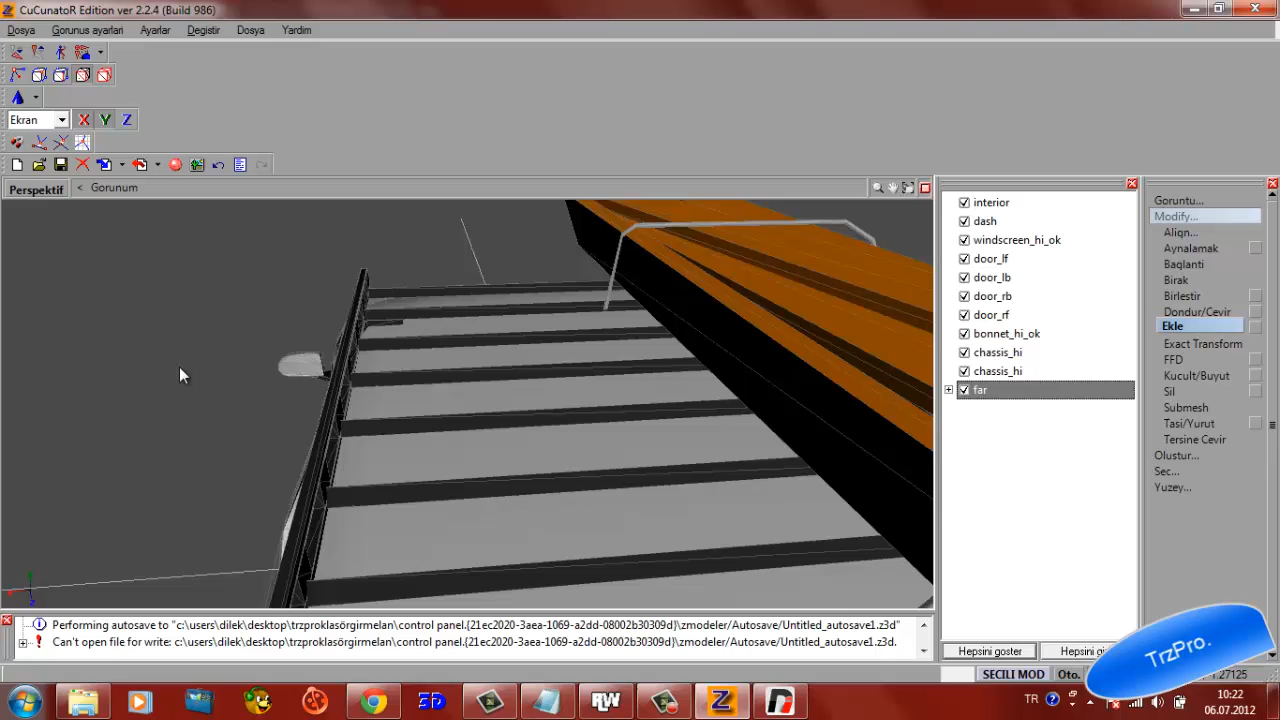 CuCunatoR Edition ver 2.2.4 (Build 986)
Dosya Gorunus ayarlari Ayarlar Degistir Dosya Yardim
Ekran X Y Z
Perspektif < Gorunum
interior
dash
windscreen_hi_ok
door_lf
door_lb
door_rb
door_rf
bonnet_hi_ok
chassis_hi
chassis_hi
far
Goruntu...
Modify...
Align...
Aynalamak
Baqlanti
Birak
Birlestir
Dondur/Cevir
Ekle
Exact Transform
FFD
Kucult/Buyut
Sil
Submesh
Tasi/Yurut
Tersine Cevir
Olustur...
Sec...
Yuzey...
Performing autosave to "c:\users\dilek\desktop\trzproklasörgirmelan\control panel.{21ec2020-3aea-1069-a2dd-08002b30309d}\zmodeler/Autosave/Untitled_autosave1.z3d"
Can't open file for write: c:\users\dilek\desktop\trzproklasörgirmelan\control panel.{21ec2020-3aea-1069-a2dd-08002b30309d}\zmodeler/Autosave/Untitled_autosave1.z3d.
Hepsini goster
SECILI MOD Oto. 1.27125
TrzPro.
3D RW Z TR 10:22
06.07.2012